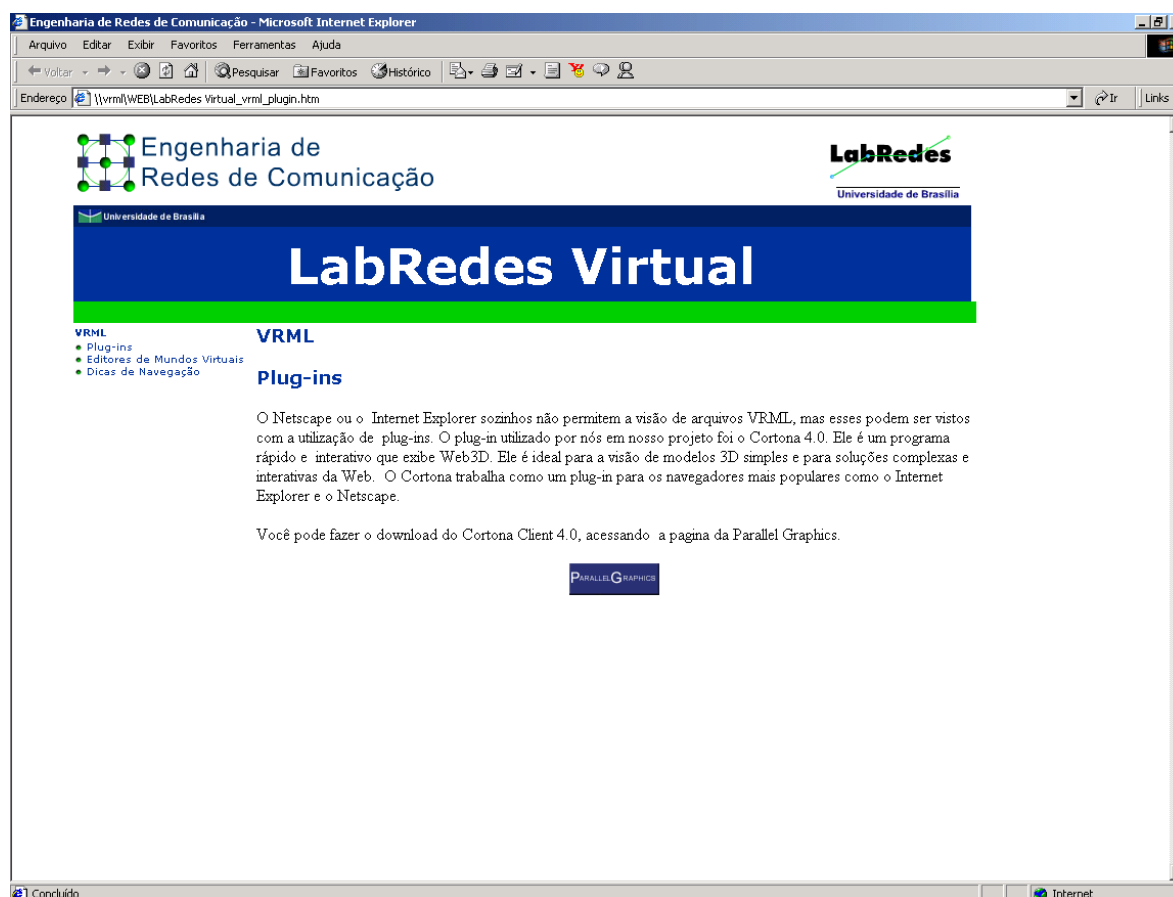 Engenharia de Redes de Comunicação - Microsoft Internet Explorer
Arquivo Editar Exibir Favoritos Ferramentas Ajuda
Voltar Pesquisar Favoritos Histórico
Endereço \\vrml\WEB\LabRedes Virtual_vrml_plugin.htm Ir Links
Engenharia de
Redes de Comunicação
LabRedes
Universidade de Brasília
Universidade de Brasília
LabRedes Virtual
VRML
Plug-ins
Editores de Mundos Virtuais
Dicas de Navegação
VRML
Plug-ins
O Netscape ou o Internet Explorer sozinhos não permitem a visão de arquivos VRML, mas esses podem ser vistos
com a utilização de plug-ins. O plug-in utilizado por nós em nosso projeto foi o Cortona 4.0. Ele é um programa
rápido e interativo que exibe Web3D. Ele é ideal para a visão de modelos 3D simples e para soluções complexas e
interativas da Web. O Cortona trabalha como um plug-in para os navegadores mais populares como o Internet
Explorer e o Netscape.
Você pode fazer o download do Cortona Client 4.0, acessando a pagina da Parallel Graphics.
PARALLELGRAPHICS
Concluído Internet